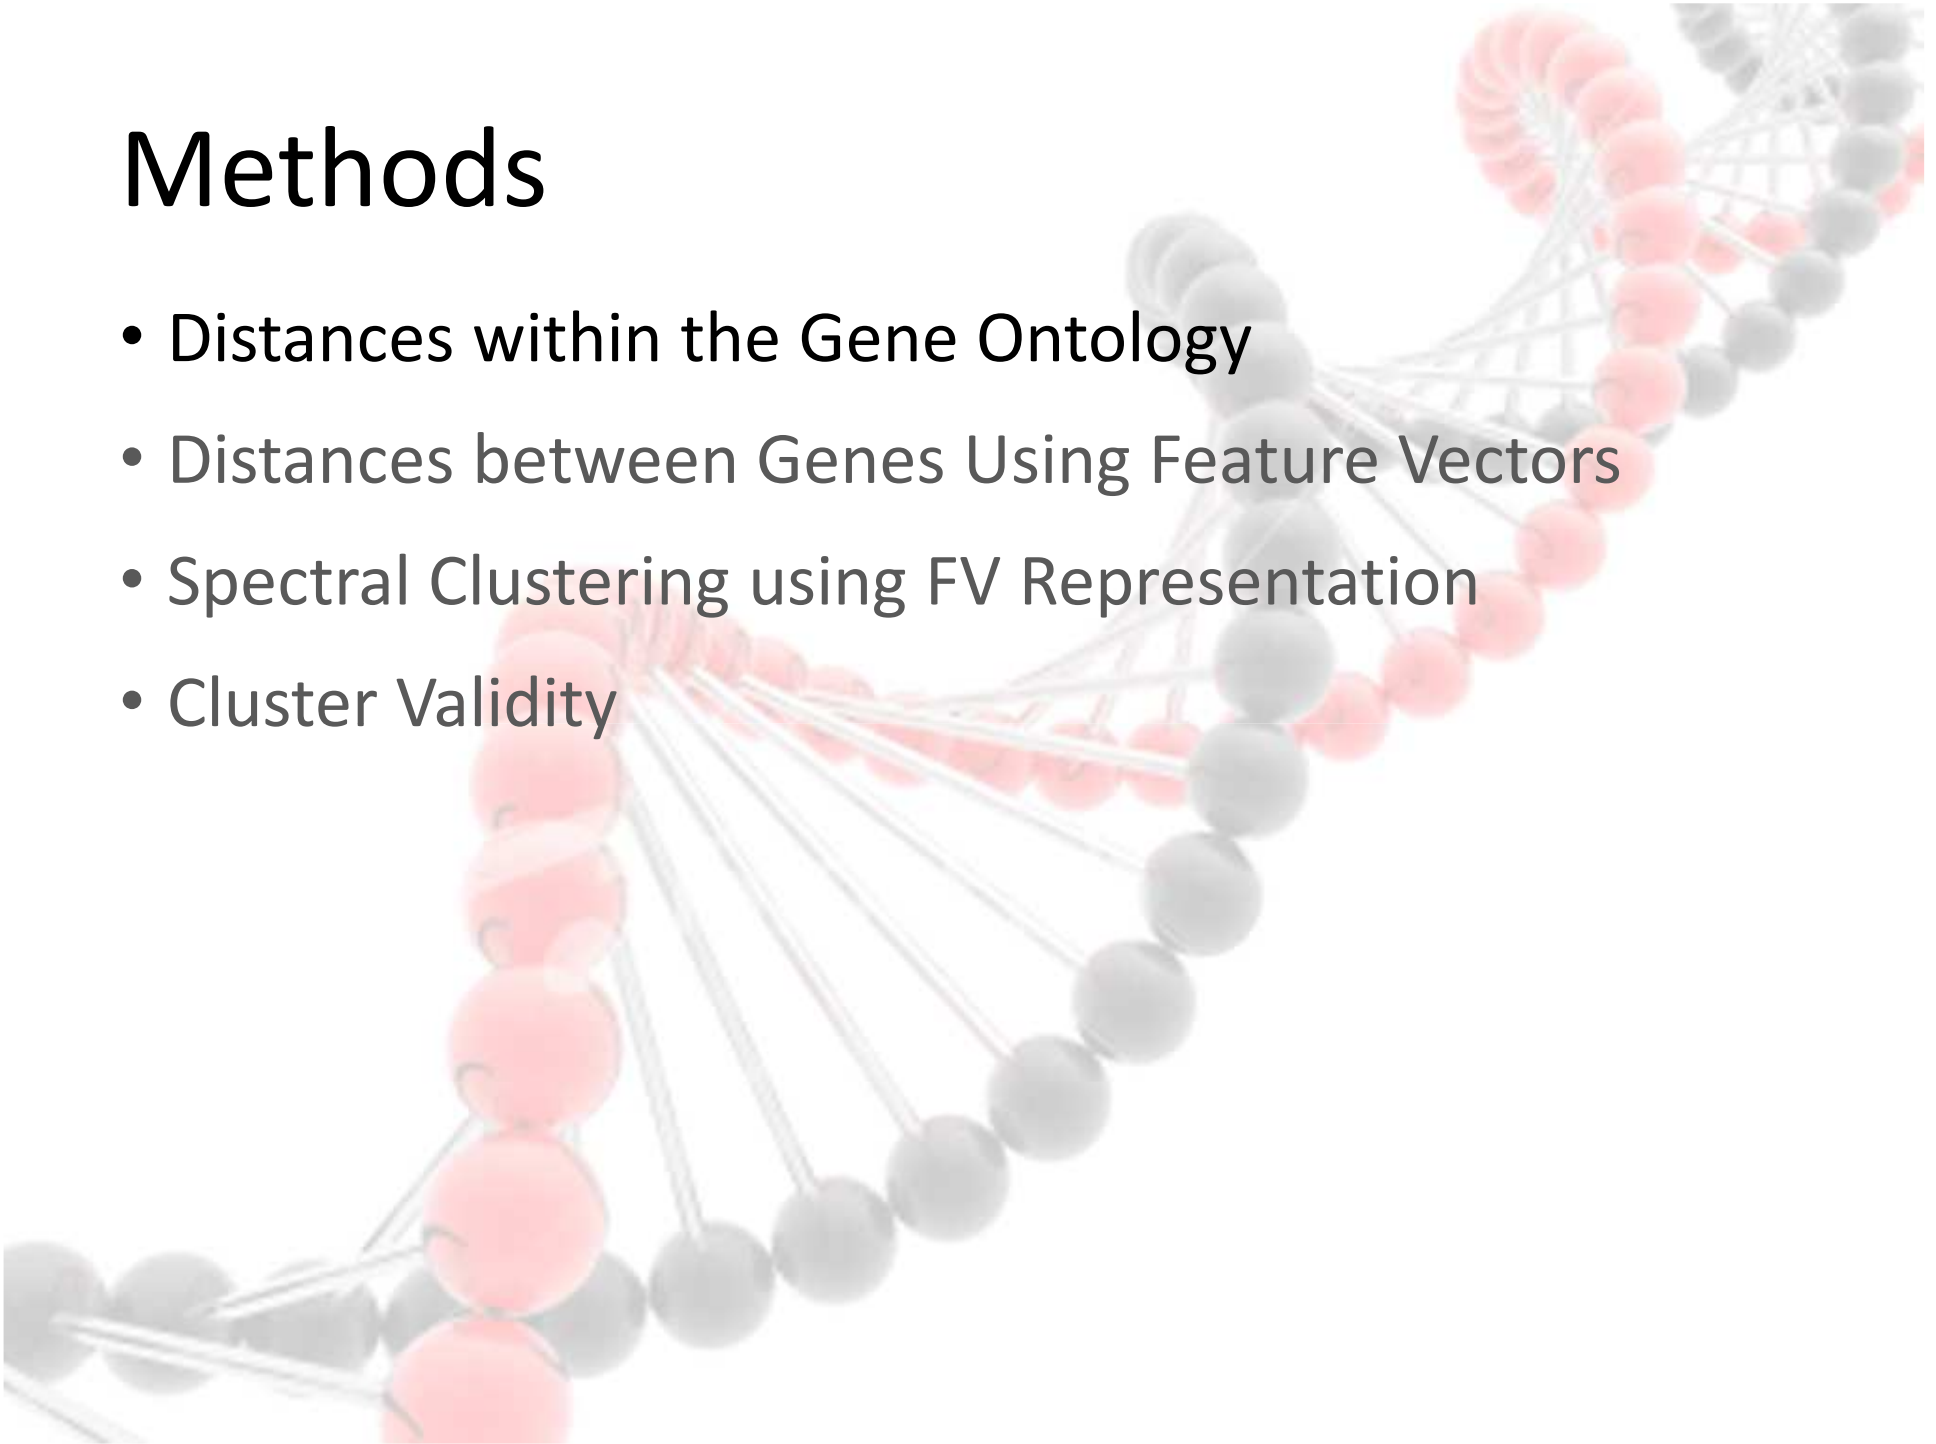 Methods
• Distances within the Gene Ontology
• Distances between Genes Using Feature Vectors
• Spectral Clustering using FV Representation
• Cluster Validity